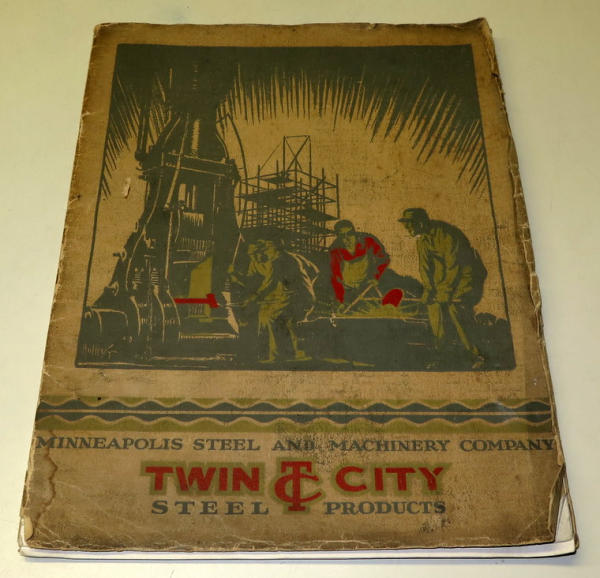 MINNEAPOLIS STEEL AND MACHINERY COMPANY
TWIN TC CITY
STEEL PRODUCTS